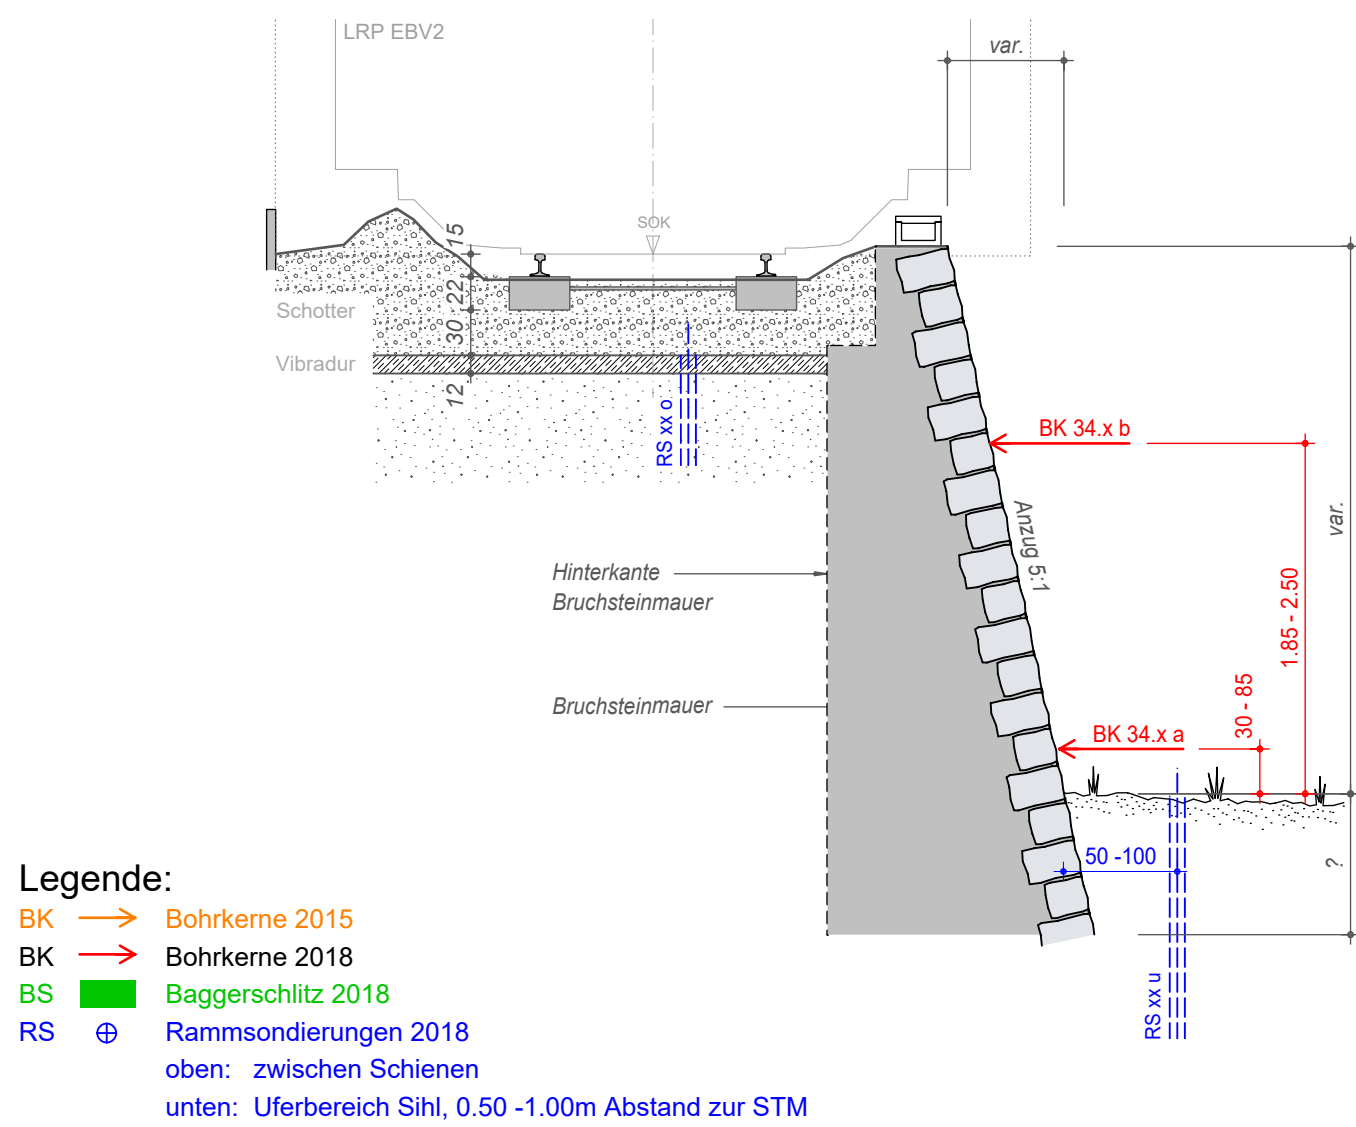 LRP EBV2
var.
SOK
15
22
30
12
Schotter
Vibradur
RS xx o
BK 34.x b
Anzug 5:1
var.
1.85 - 2.50
Hinterkante
Bruchsteinmauer
Bruchsteinmauer
30 - 85
BK 34.x a
50 -100
?
RS xx u
Legende:
BK Bohrkerne 2015
BK Bohrkerne 2018
BS Baggerschlitz 2018
RS Rammsondierungen 2018
oben: zwischen Schienen
unten: Uferbereich Sihl, 0.50 -1.00m Abstand zur STM